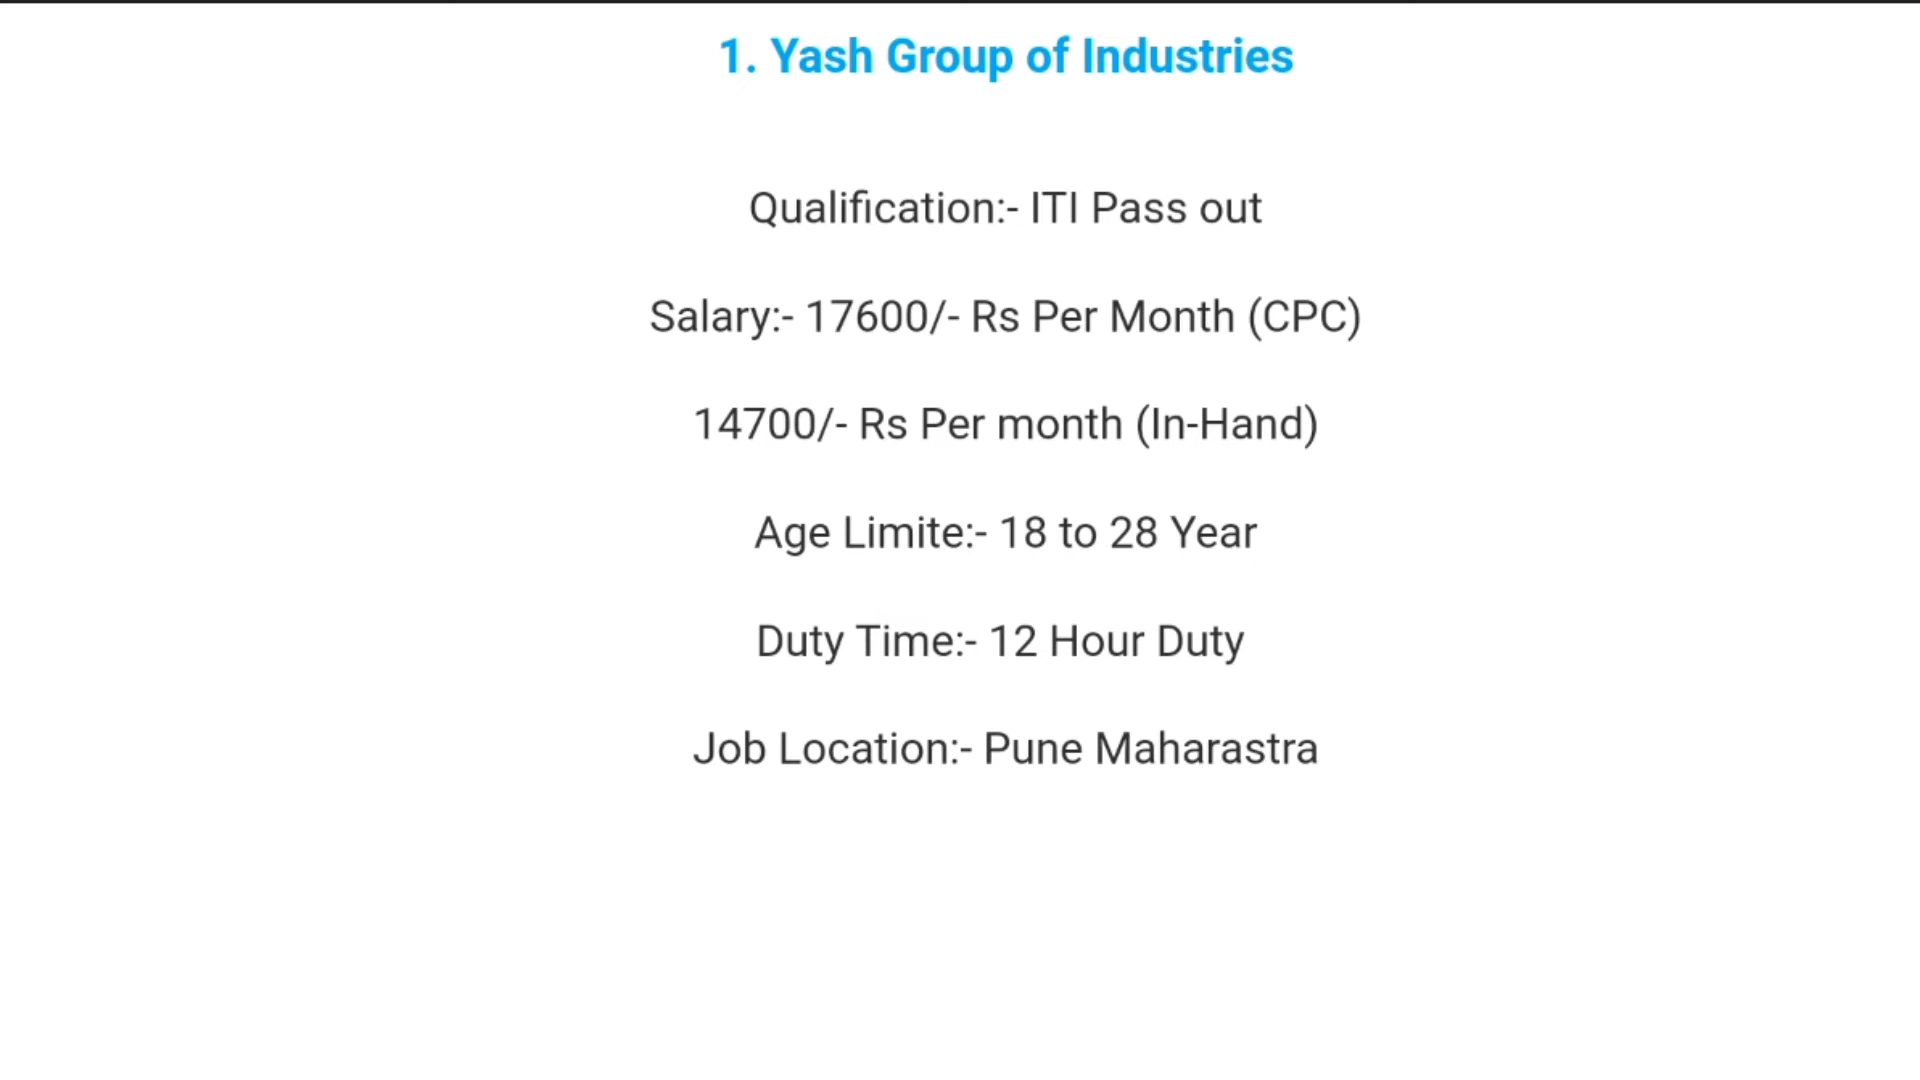 1. Yash Group of Industries
Qualification:- ITI Pass out
Salary:- 17600/- Rs Per Month (CPC)
14700/- Rs Per month (In-Hand)
Age Limite:- 18 to 28 Year
Duty Time:- 12 Hour Duty
Job Location:- Pune Maharastra